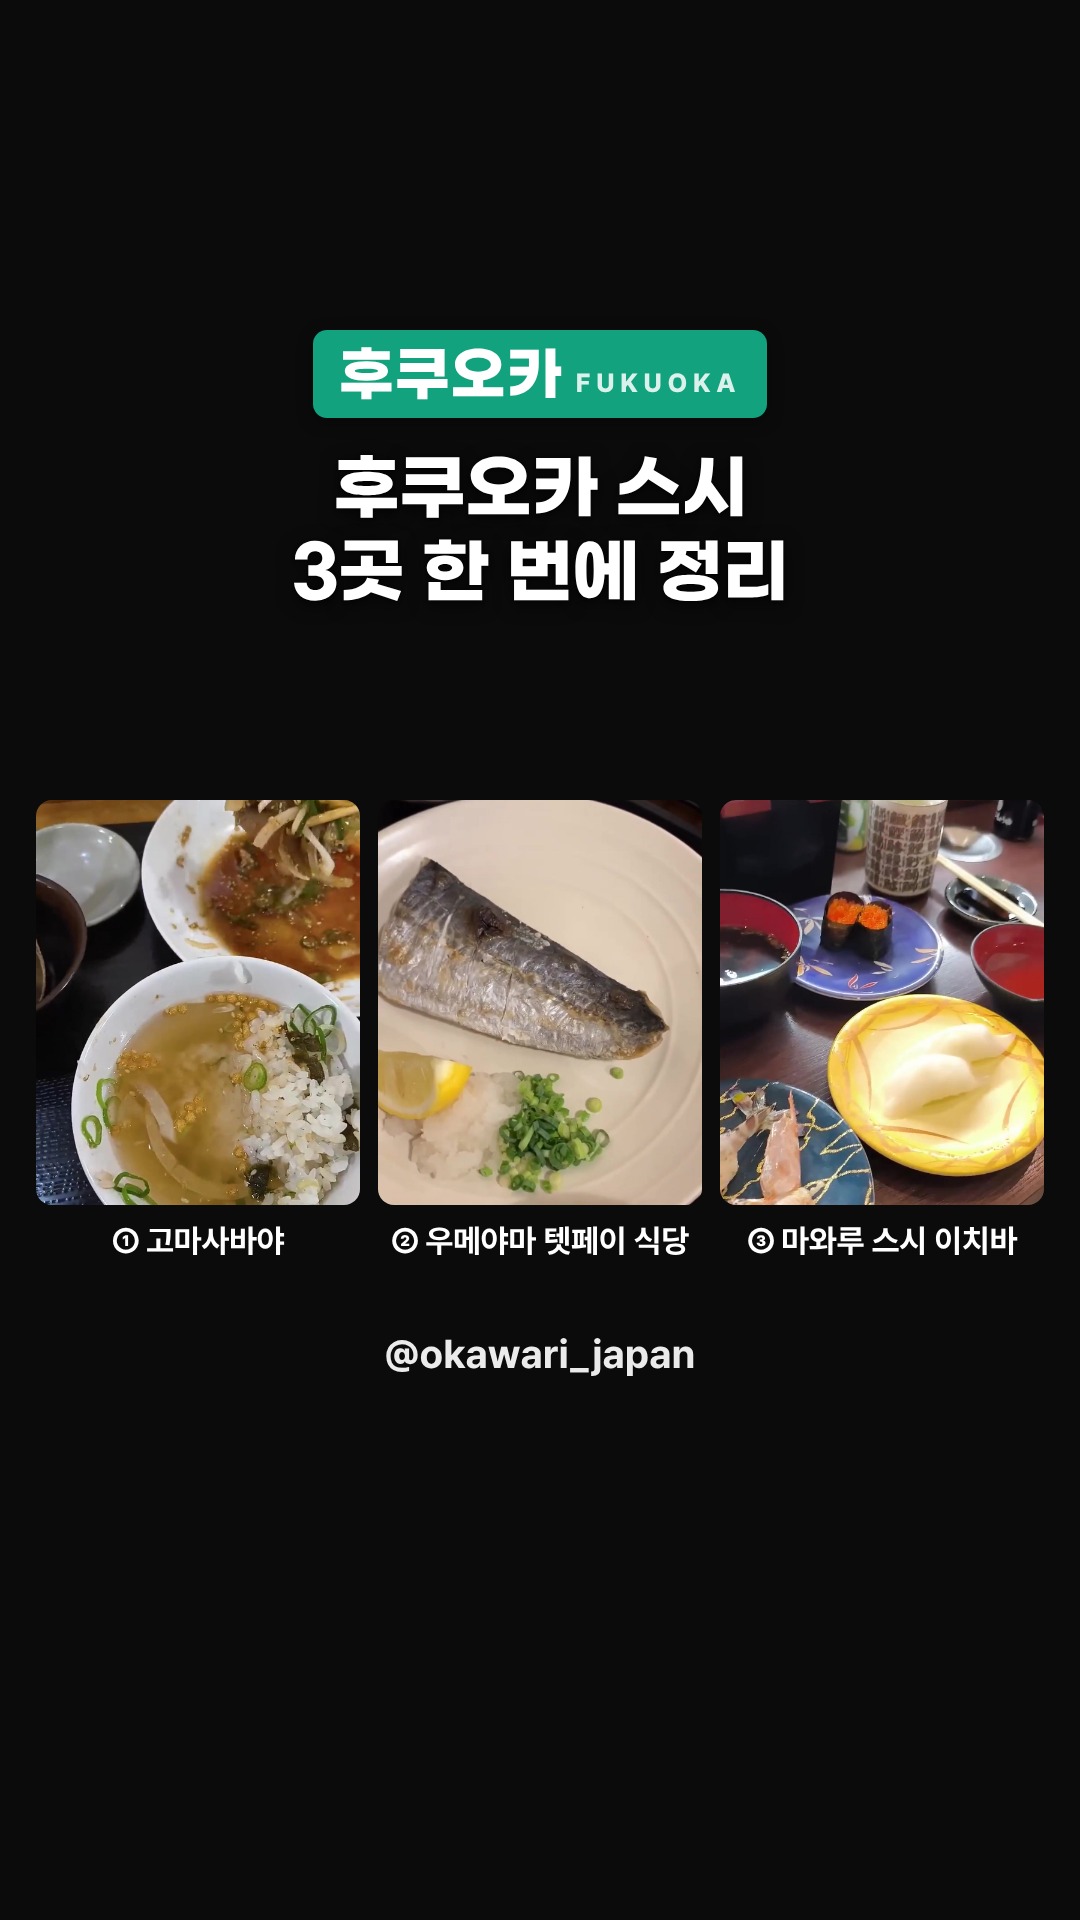 후쿠오카 FUKUOKA
후쿠오카 스시
3곳 한 번에 정리
① 고마사바야
② 우메야마 텟페이 식당
③ 마와루 스시 이치바
@okawari_japan